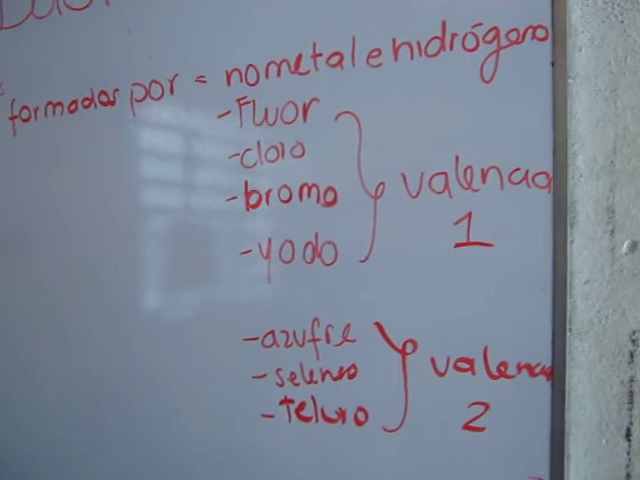 formados por = nometal e hidrógeno
-Fluor
-cloro
-bromo
valencia
1
-yodo
-azufre
-selenio
valencia
-Teluro
2